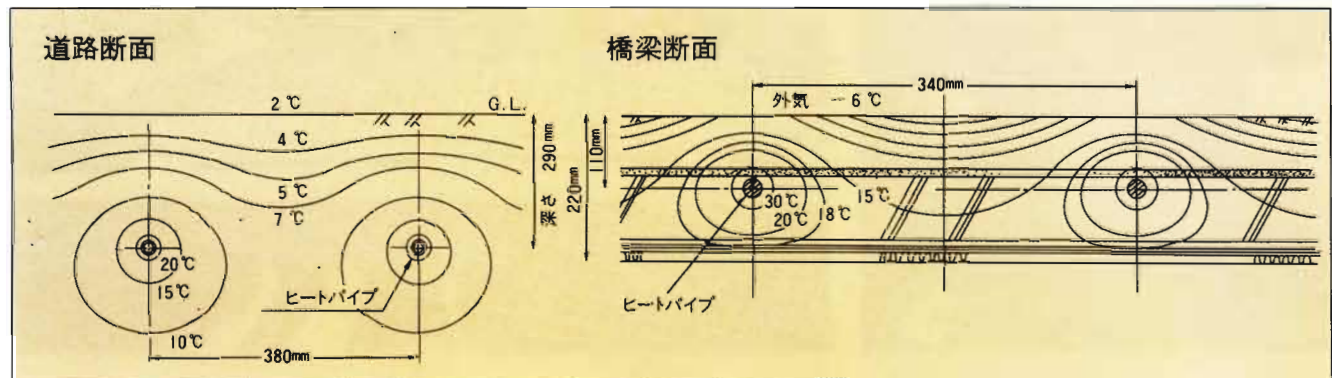 道路断面
2℃
G.L.
4℃
5℃
7℃
20℃
15℃
10℃
ヒートパイプ
380mm
深さ 290mm
橋梁断面
340mm
外気 -6℃
220mm
110mm
30℃
20℃
18℃
15℃
ヒートパイプ